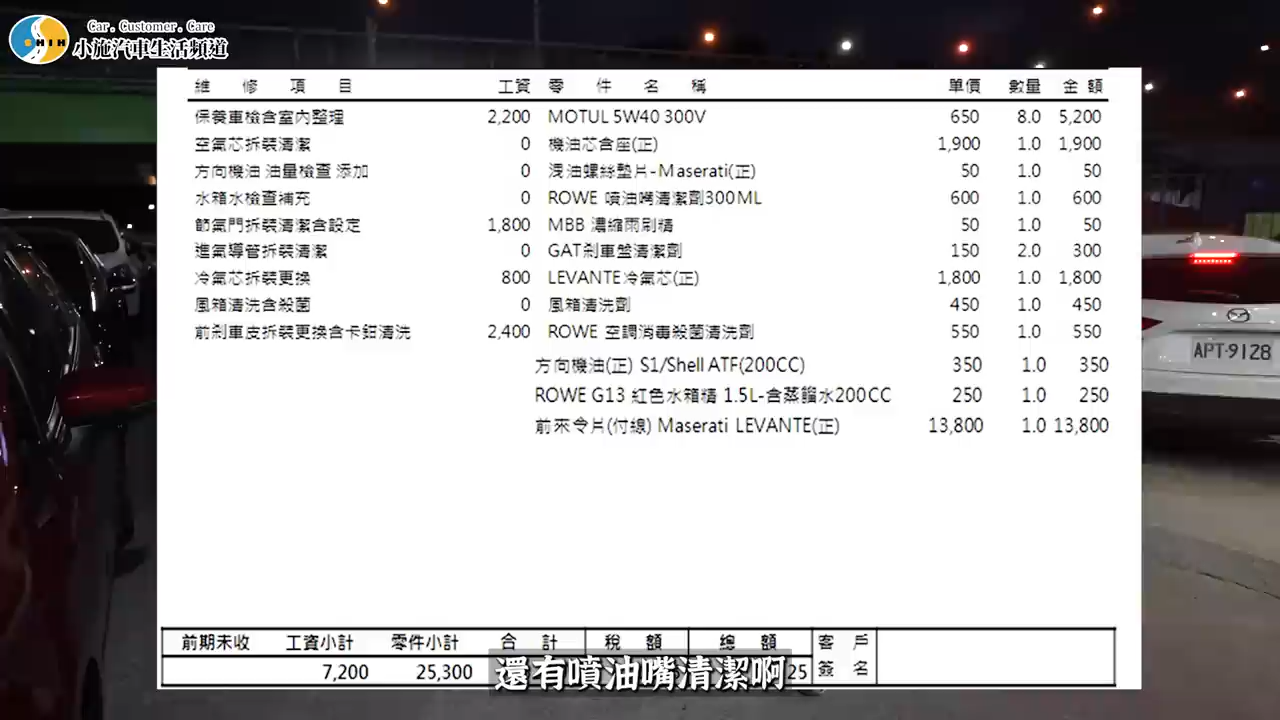 Car. Customer. Care
SHIH 小施汽車生活頻道
維 修 項 目 工資 零 件 名 稱 單價 數量 金 額
保養車檢含室內整理 2,200 MOTUL 5W40 300V 650 8.0 5,200
空氣芯拆裝清潔 0 機油芯含座(正) 1,900 1.0 1,900
方向機油 油量檢查 添加 0 洩油螺絲墊片-Maserati(正) 50 1.0 50
水箱水檢查補充 0 ROWE 噴油嘴清潔劑300ML 600 1.0 600
節氣門拆裝清潔含設定 1,800 MBB 濃縮雨刷精 50 1.0 50
進氣導管拆裝清潔 0 GAT剎車盤清潔劑 150 2.0 300
冷氣芯拆裝更換 800 LEVANTE冷氣芯(正) 1,800 1.0 1,800
風箱清洗含殺菌 0 風箱清洗劑 450 1.0 450
前剎車皮拆裝更換含卡鉗清洗 2,400 ROWE 空調消毒殺菌清洗劑 550 1.0 550
方向機油(正) S1/Shell ATF(200CC) 350 1.0 350
ROWE G13 紅色水箱精 1.5L-含蒸餾水200CC 250 1.0 250
前來令片(付線) Maserati LEVANTE(正) 13,800 1.0 13,800
APT-9128
前期未收 工資小計 零件小計 合 計 稅 額 總 額 客 戶
7,200 25,300 25 簽 名
還有噴油嘴清潔啊